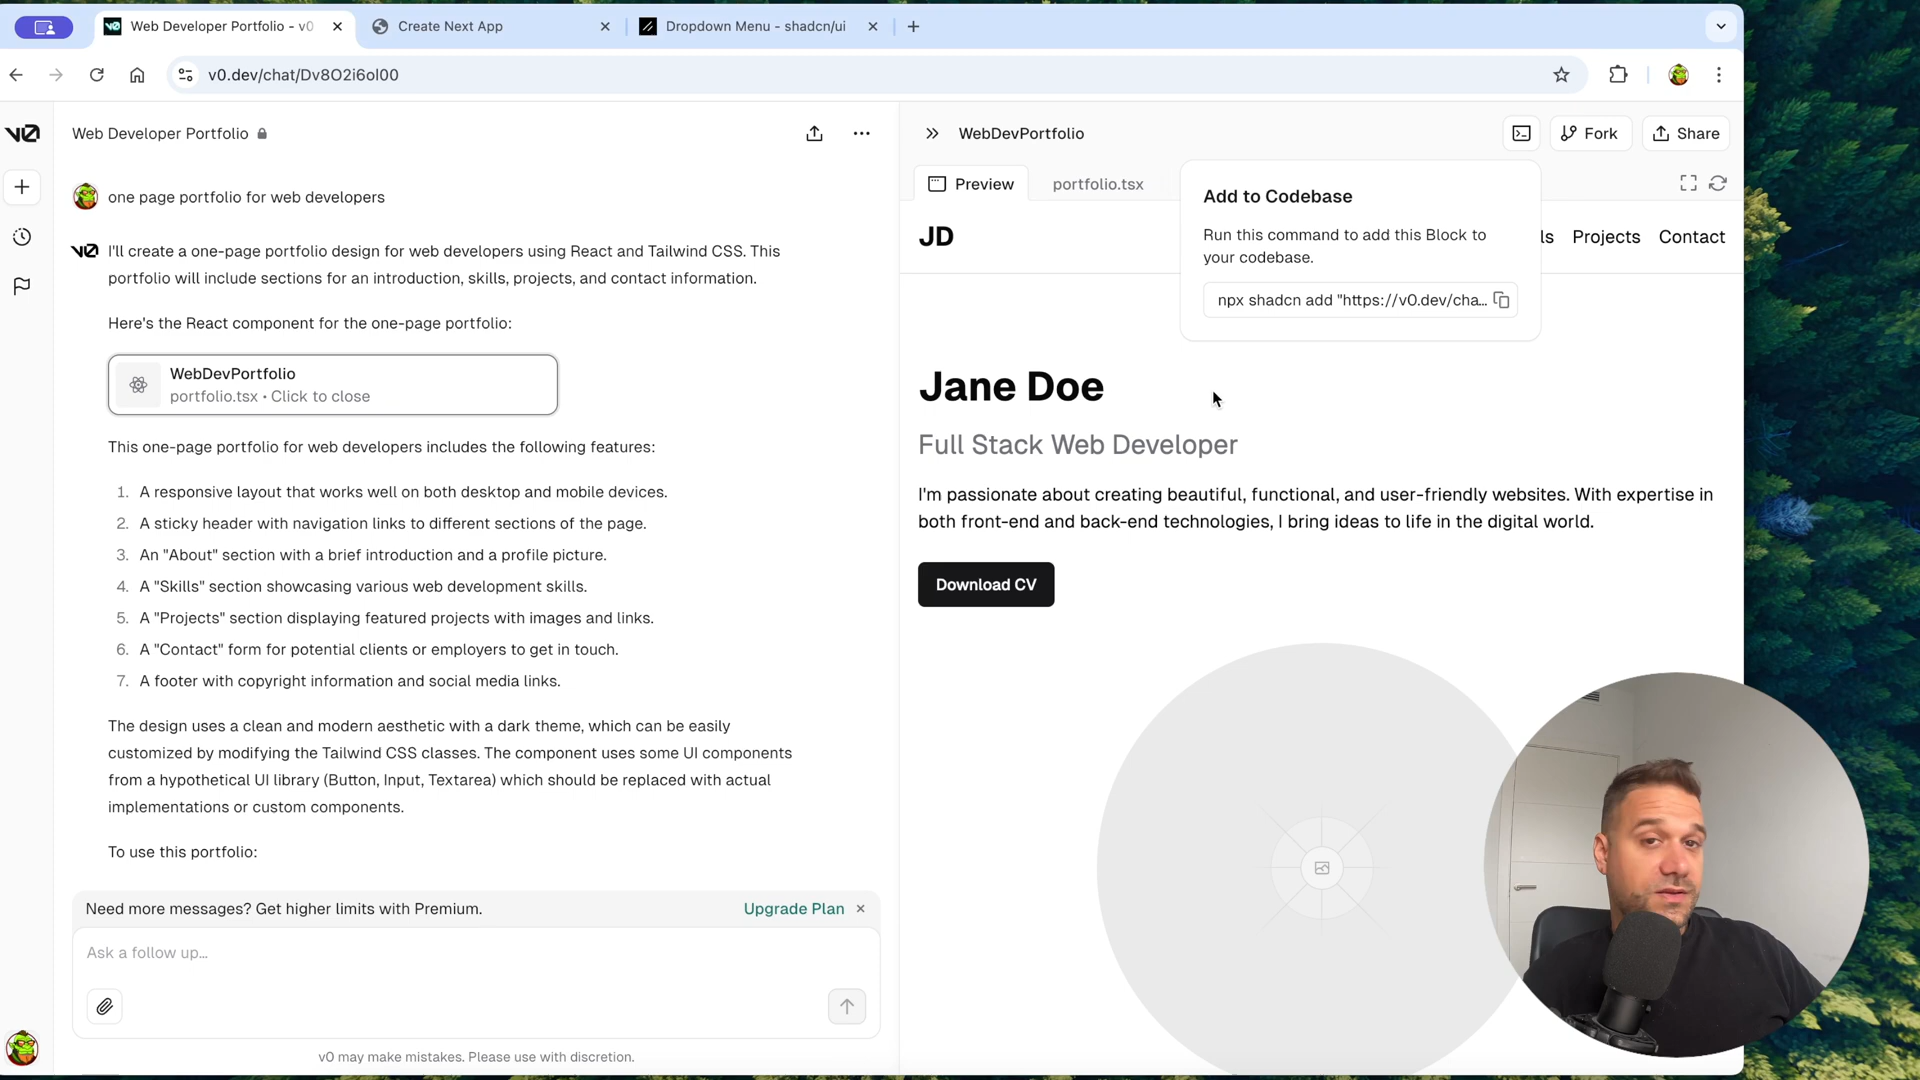 Web Developer Portfolio - v0
Create Next App
Dropdown Menu - shadcn/ui
v0.dev/chat/Dv8O2i6ol00
v0
Web Developer Portfolio
WebDevPortfolio
Fork
Share
one page portfolio for web developers
Preview
portfolio.tsx
Add to Codebase
Run this command to add this Block to
your codebase.
npx shadcn add "https://v0.dev/cha...
JD
ls
Projects
Contact
v0
I'll create a one-page portfolio design for web developers using React and Tailwind CSS. This
portfolio will include sections for an introduction, skills, projects, and contact information.
Here's the React component for the one-page portfolio:
WebDevPortfolio
portfolio.tsx • Click to close
This one-page portfolio for web developers includes the following features:
1. A responsive layout that works well on both desktop and mobile devices.
2. A sticky header with navigation links to different sections of the page.
3. An "About" section with a brief introduction and a profile picture.
4. A "Skills" section showcasing various web development skills.
5. A "Projects" section displaying featured projects with images and links.
6. A "Contact" form for potential clients or employers to get in touch.
7. A footer with copyright information and social media links.
The design uses a clean and modern aesthetic with a dark theme, which can be easily
customized by modifying the Tailwind CSS classes. The component uses some UI components
from a hypothetical UI library (Button, Input, Textarea) which should be replaced with actual
implementations or custom components.
To use this portfolio:
Need more messages? Get higher limits with Premium.
Upgrade Plan
Ask a follow up...
v0 may make mistakes. Please use with discretion.
Jane Doe
Full Stack Web Developer
I'm passionate about creating beautiful, functional, and user-friendly websites. With expertise in
both front-end and back-end technologies, I bring ideas to life in the digital world.
Download CV